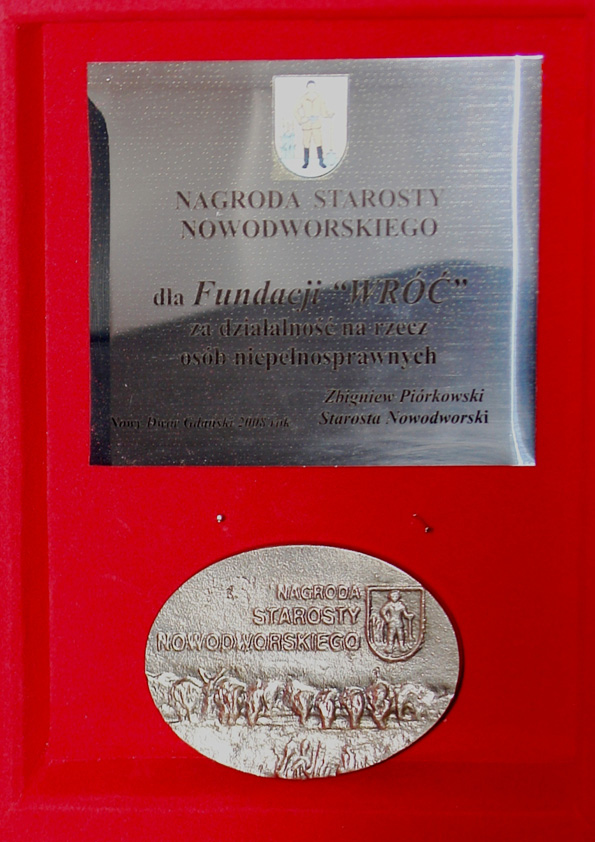 NAGRODA STAROSTY
NOWODWORSKIEGO
dla Fundacji “WRÓĆ”
za działalność na rzecz
osób niepełnosprawnych
Zbigniew Piórkowski
Nowy Dwór Gdański 2008 rok
Starosta Nowodworski
NAGRODA
STAROSTY
NOWODWORSKIEGO